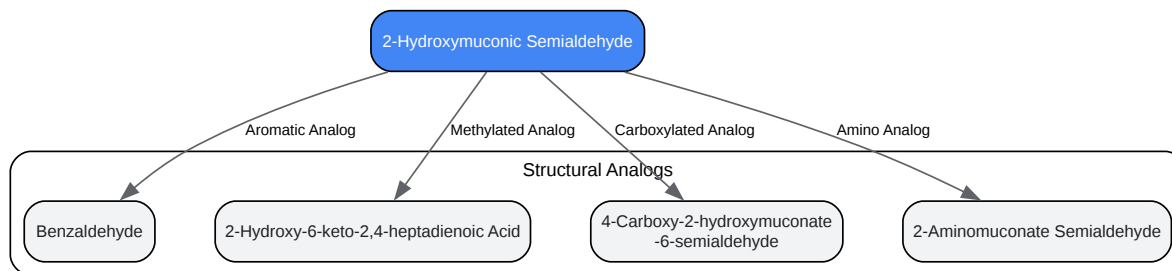 2-Hydroxymuconic Semialdehyde
Aromatic Analog
Methylated Analog
Carboxylated Analog
Amino Analog
Structural Analogs
Benzaldehyde
2-Hydroxy-6-keto-2,4-heptadienoic Acid
4-Carboxy-2-hydroxymuconate
-6-semialdehyde
2-Aminomuconate Semialdehyde